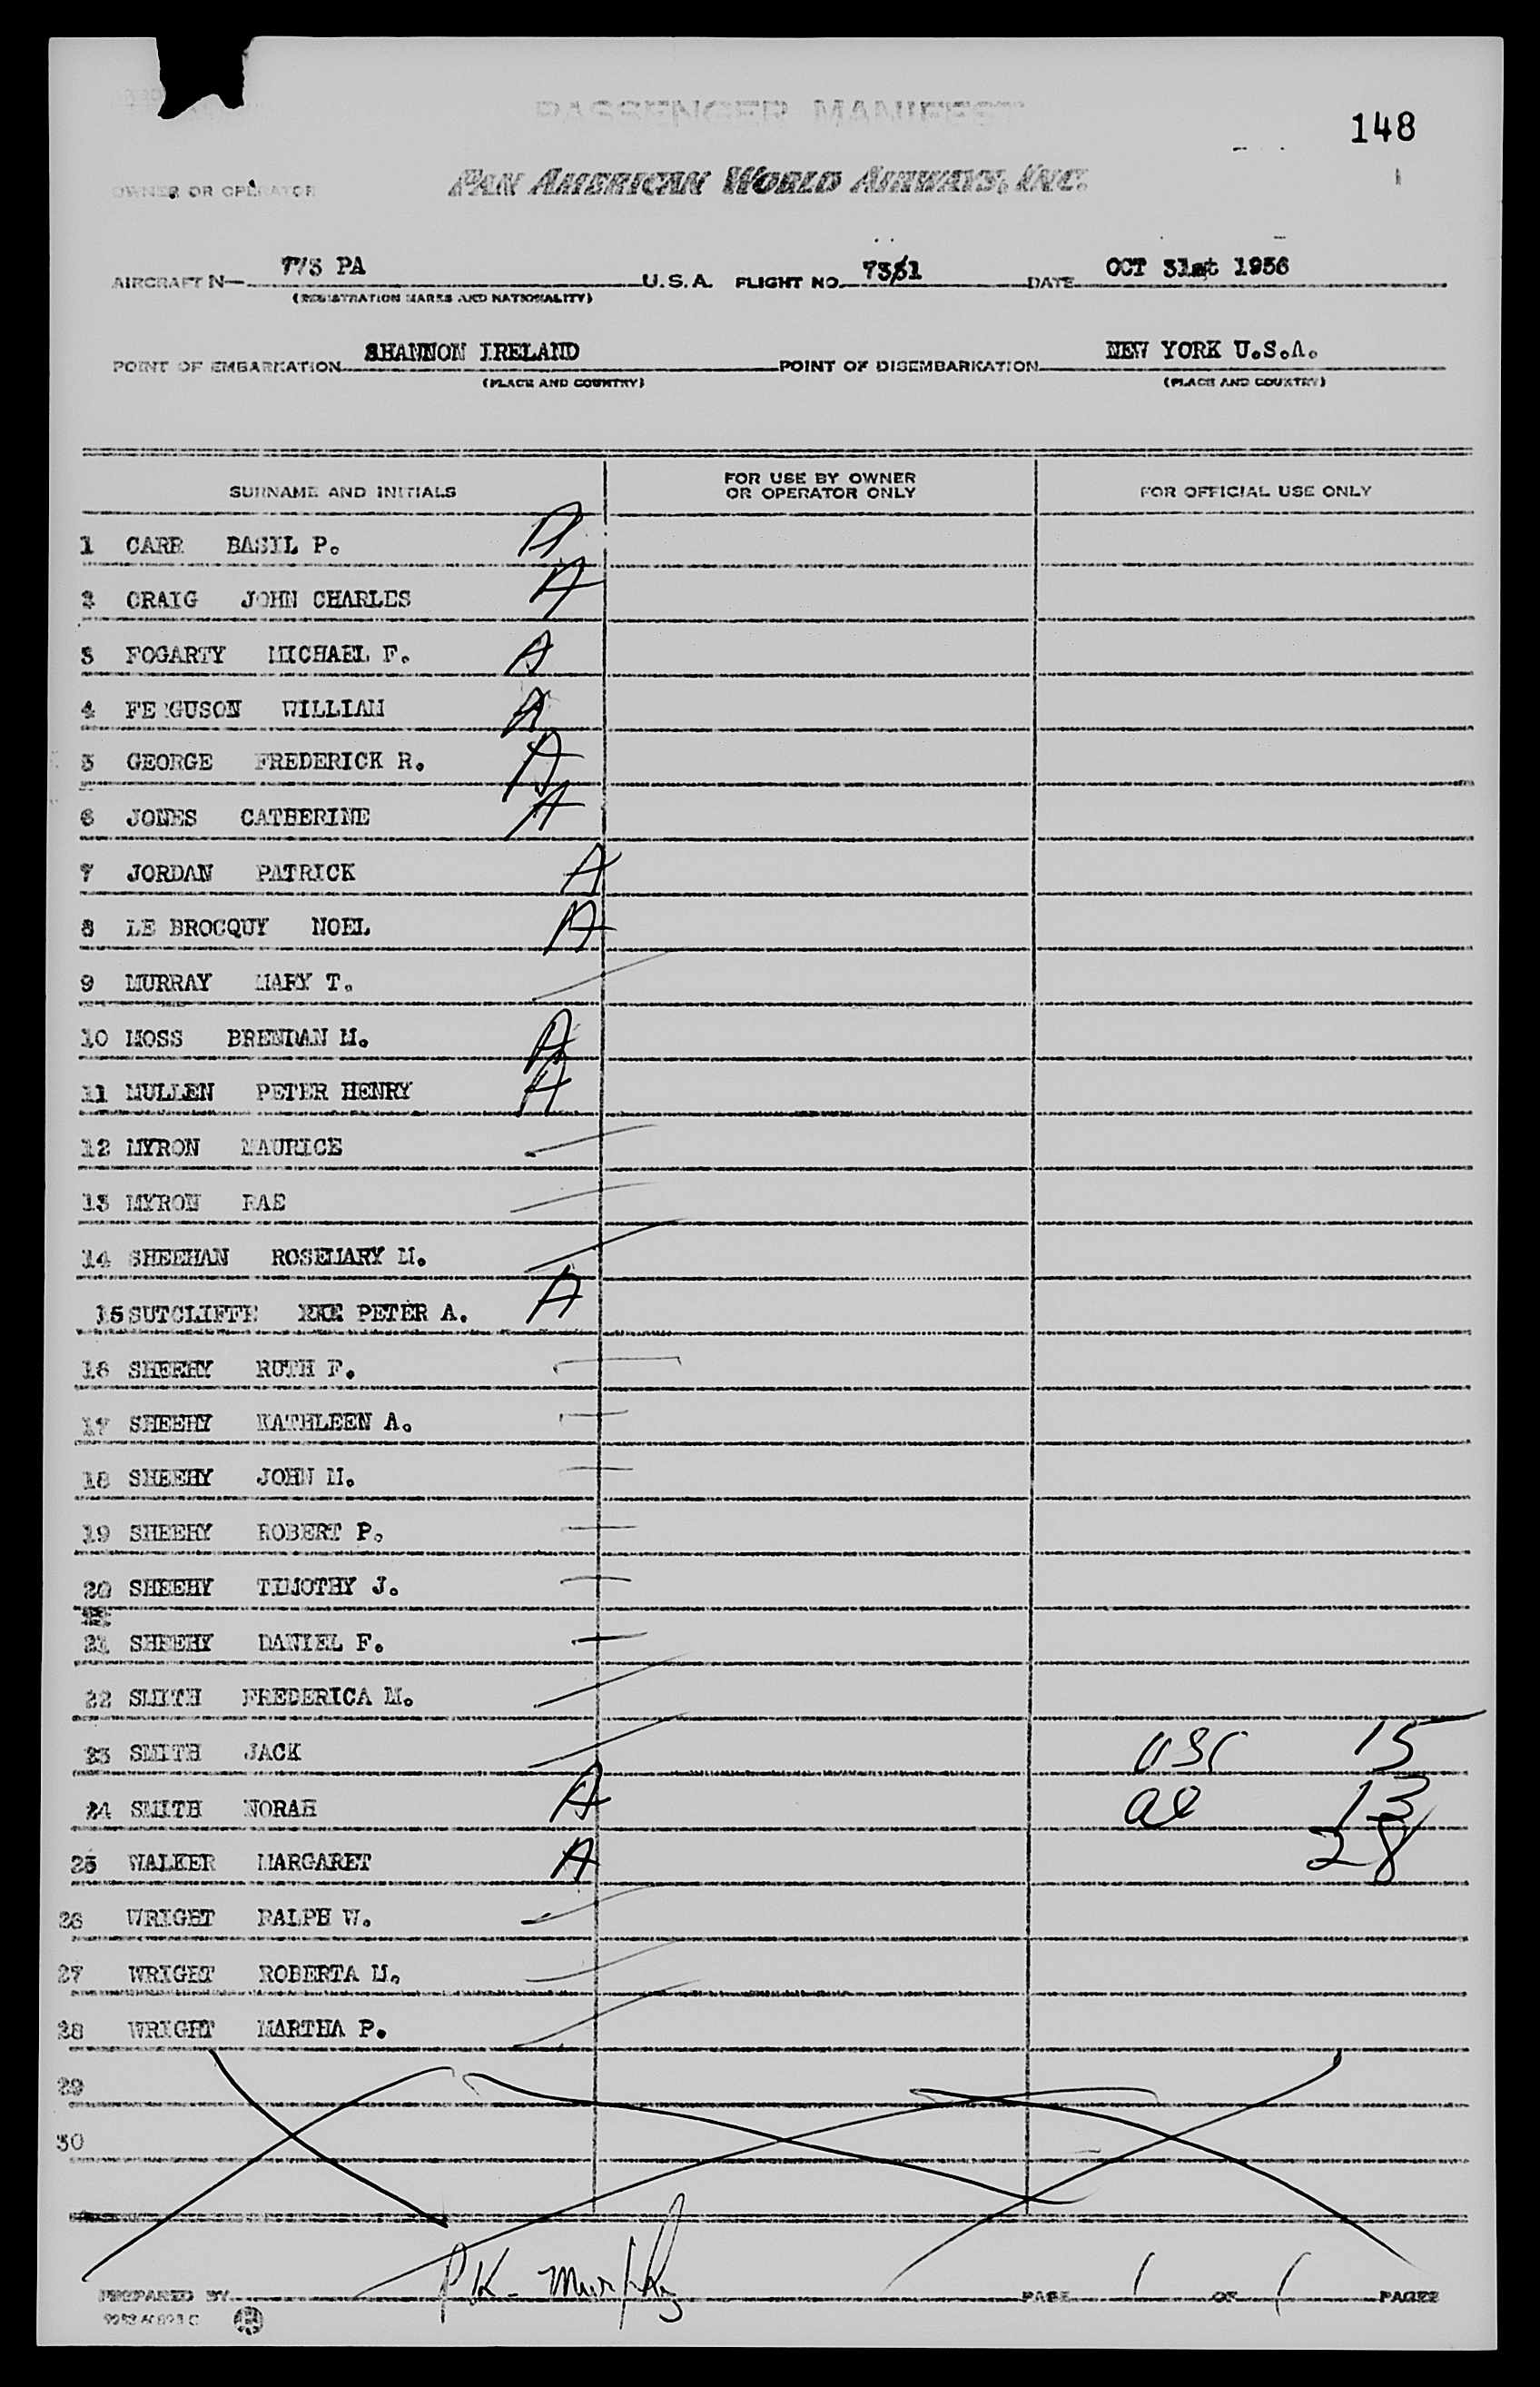 PASSENGER MANIFEST
148
OWNER OR OPERATOR PAN AMERICAN WORLD AIRWAYS, INC.
AIRCRAFT N— 773 PA U.S.A. FLIGHT NO. 7351 DATE OCT 31st 1956
(REGISTRATION MARKS AND NATIONALITY)
POINT OF EMBARKATION SHANNON IRELAND POINT OF DISEMBARKATION NEW YORK U.S.A.
(PLACE AND COUNTRY) (PLACE AND COUNTRY)
SURNAME AND INITIALS FOR USE BY OWNER OR OPERATOR ONLY FOR OFFICIAL USE ONLY
1 CARR BASIL P. A
2 CRAIG JOHN CHARLES A
3 FOGARTY MICHAEL F. A
4 FERGUSON WILLIAM A
5 GEORGE FREDERICK R. A
6 JONES CATHERINE A
7 JORDAN PATRICK A
8 LE BROCQUY NOEL A
9 MURRAY MARY T.
10 MOSS BRENDAN M. A
11 MULLEN PETER HENRY A
12 MYRON MAURICE
13 MYRON RAE
14 SHEEHAN ROSEMARY M.
15 SUTCLIFFE PETER A. A
16 SHEEHY RUTH F.
17 SHEEHY KATHLEEN A.
18 SHEEHY JOHN M.
19 SHEEHY ROBERT P.
20 SHEEHY TIMOTHY J.
21 SHEEHY DANIEL F.
22 SMITH FREDERICA M.
23 SMITH JACK USC 15
24 SMITH NORAH A al 13
28
25 WALKER MARGARET A
26 WRIGHT RALPH W.
27 WRIGHT ROBERTA M.
28 WRIGHT MARTHA P.
29
30
PREPARED BY PK- Murphy PAGE 1 OF 1 PAGES